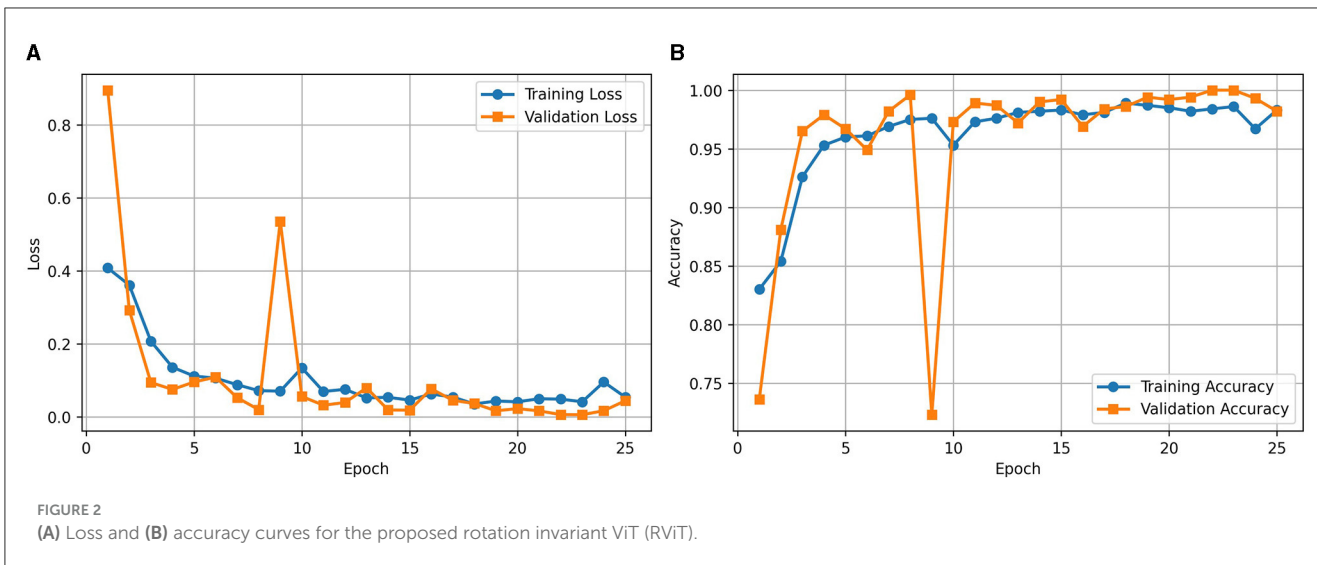 A
B
Training Loss
Validation Loss
0.8
0.6
0.4
0.2
0.0
Loss
0
5
10
15
20
25
Epoch
1.00
0.95
0.90
0.85
0.80
0.75
Accuracy
Training Accuracy
Validation Accuracy
0
5
10
15
20
25
Epoch
FIGURE 2
(A) Loss and (B) accuracy curves for the proposed rotation invariant ViT (RViT).